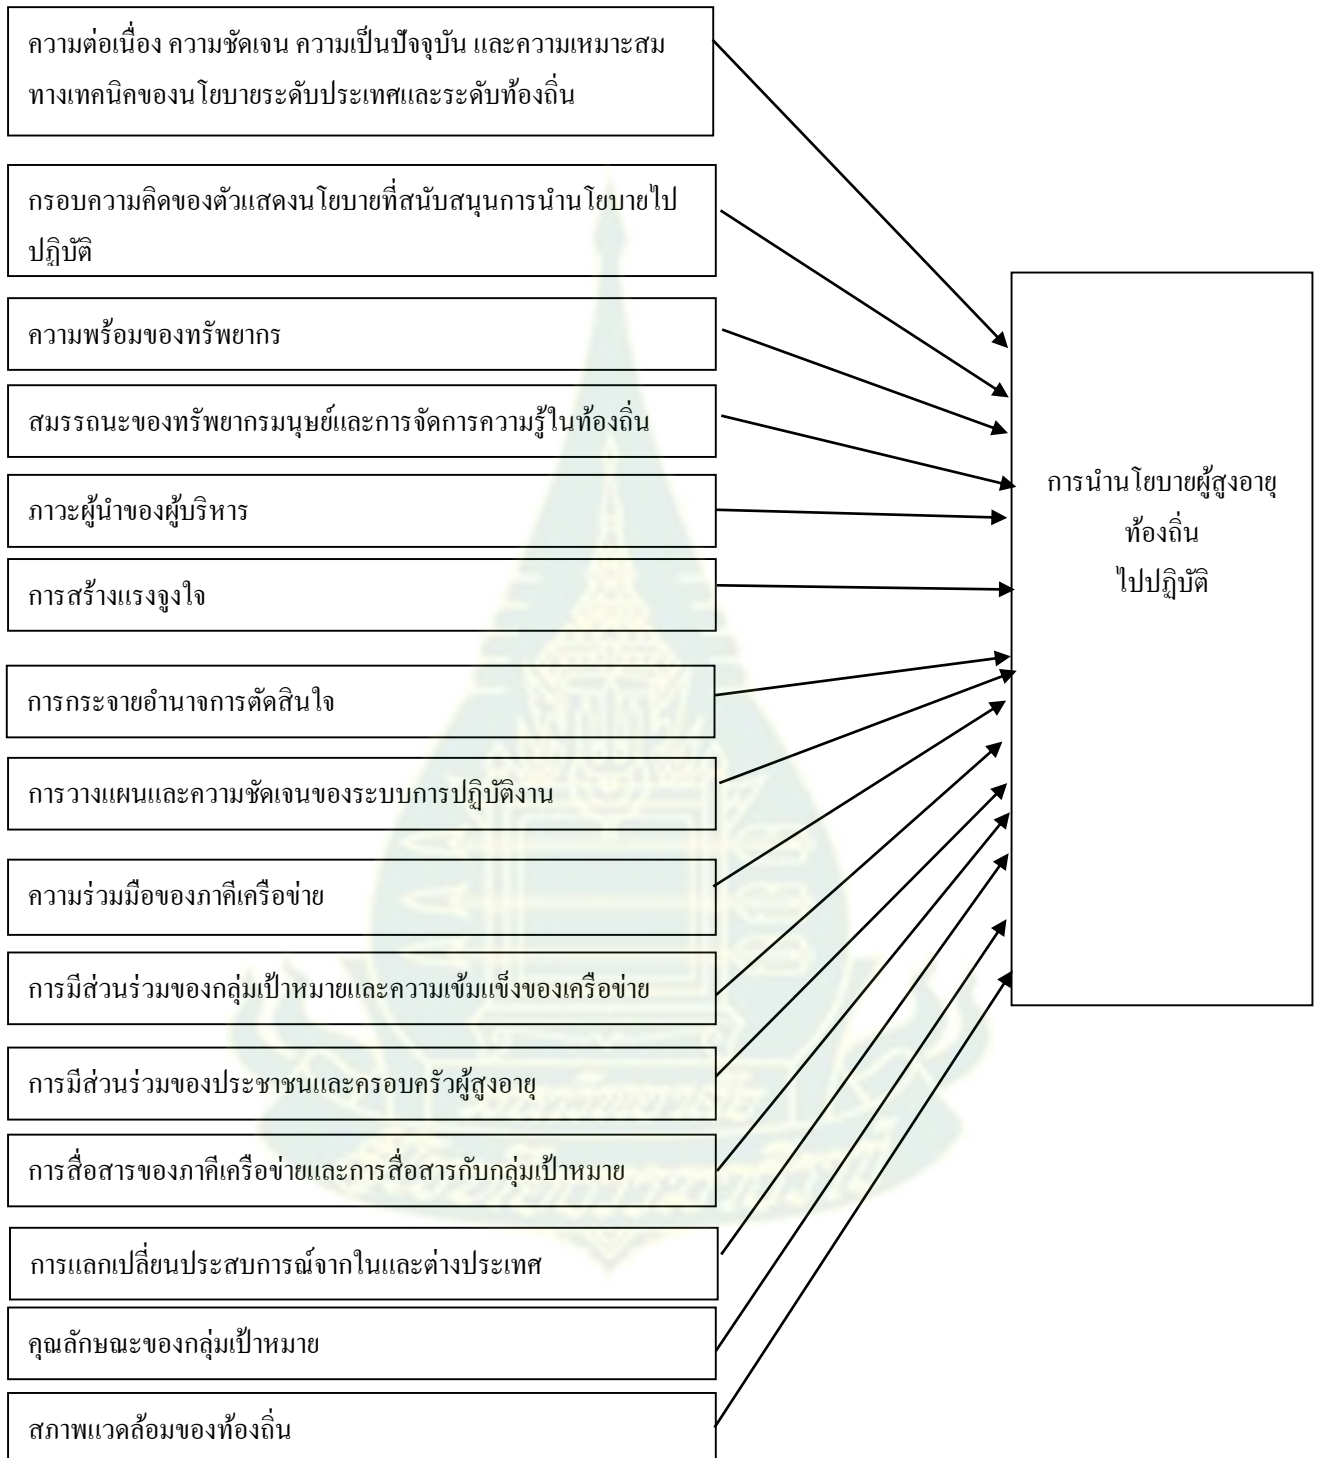 ความต่อเนื่อง ความชัดเจน ความเป็นปัจจุบัน และความเหมาะสม
ทางเทคนิคของนโยบายระดับประเทศและระดับท้องถิ่น
กรอบความคิดของตัวแสดงนโยบายที่สนับสนุนการนำนโยบายไป
ปฏิบัติ
ความพร้อมของทรัพยากร
สมรรถนะของทรัพยากรมนุษย์และการจัดการความรู้ในท้องถิ่น
ภาวะผู้นำของผู้บริหาร
การสร้างแรงจูงใจ
การกระจายอำนาจการตัดสินใจ
การวางแผนและความชัดเจนของระบบการปฏิบัติงาน
ความร่วมมือของภาคีเครือข่าย
การมีส่วนร่วมของกลุ่มเป้าหมายและความเข้มแข็งของเครือข่าย
การมีส่วนร่วมของประชาชนและครอบครัวผู้สูงอายุ
การสื่อสารของภาคีเครือข่ายและการสื่อสารกับกลุ่มเป้าหมาย
การแลกเปลี่ยนประสบการณ์จากในและต่างประเทศ
คุณลักษณะของกลุ่มเป้าหมาย
สภาพแวดล้อมของท้องถิ่น
การนำนโยบายผู้สูงอายุ
ท้องถิ่น
ไปปฏิบัติ